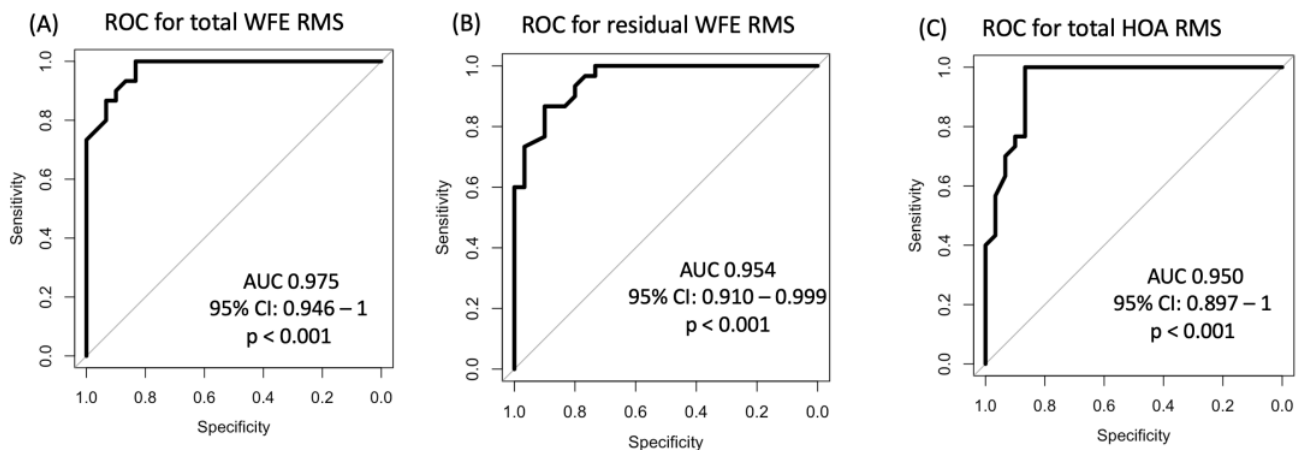 (A) ROC for total WFE RMS
1.0
0.8
0.6
0.4
0.2
0.0
Sensitivity
AUC 0.975
95% CI: 0.946 – 1
p < 0.001
1.0 0.8 0.6 0.4 0.2 0.0
Specificity
(B) ROC for residual WFE RMS
1.0
0.8
0.6
0.4
0.2
0.0
Sensitivity
AUC 0.954
95% CI: 0.910 – 0.999
p < 0.001
1.0 0.8 0.6 0.4 0.2 0.0
Specificity
(C) ROC for total HOA RMS
1.0
0.8
0.6
0.4
0.2
0.0
Sensitivity
AUC 0.950
95% CI: 0.897 – 1
p < 0.001
1.0 0.8 0.6 0.4 0.2 0.0
Specificity